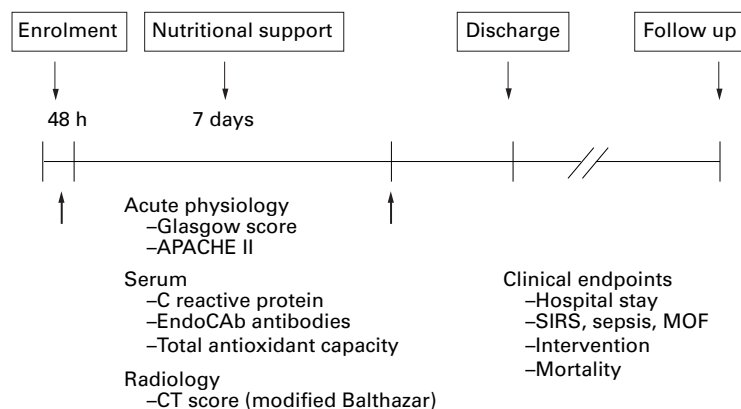 Enrolment
Nutritional support
Discharge
Follow up
48 h
7 days
Acute physiology
–Glasgow score
–APACHE II
Serum
–C reactive protein
–EndoCAb antibodies
–Total antioxidant capacity
Radiology
–CT score (modified Balthazar)
Clinical endpoints
–Hospital stay
–SIRS, sepsis, MOF
–Intervention
–Mortality